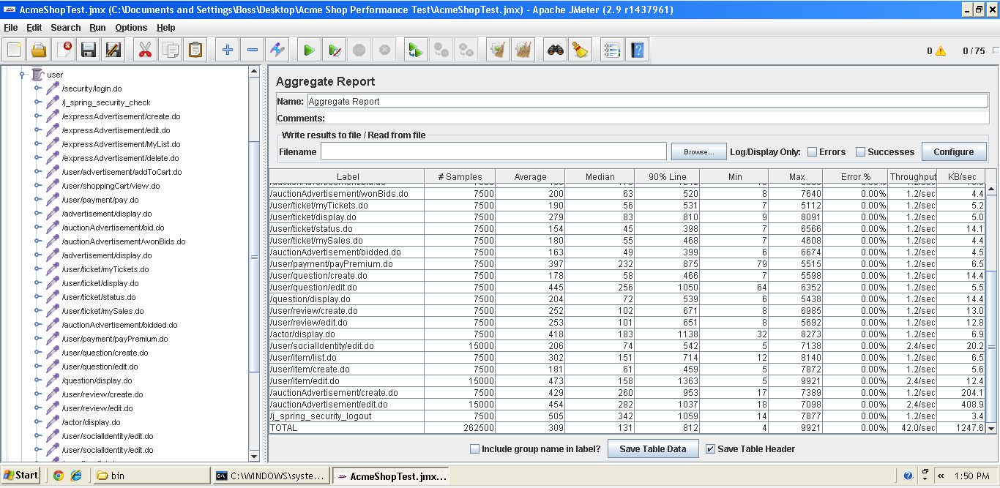 AcmeShopTest.jmx (C:\Documents and Settings\Boss\Desktop\Acme Shop Performance Test\AcmeShopTest.jmx) - Apache JMeter (2.9 r1437961)
File Edit Search Run Options Help
0 0 / 75
user
/security/login.do
/j_spring_security_check
/expressAdvertisement/create.do
/expressAdvertisement/edit.do
/expressAdvertisement/MyList.do
/expressAdvertisement/delete.do
/user/advertisement/addToCart.do
/user/shoppingCart/view.do
/user/payment/pay.do
/advertisement/display.do
/auctionAdvertisement/bid.do
/auctionAdvertisement/wonBids.do
/advertisement/display.do
/user/ticket/myTickets.do
/user/ticket/display.do
/user/ticket/status.do
/user/ticket/mySales.do
/auctionAdvertisement/bidded.do
/user/payment/payPremium.do
/user/question/create.do
/user/question/edit.do
/question/display.do
/user/review/create.do
/user/review/edit.do
/actor/display.do
/user/socialIdentity/edit.do
/user/socialIdentity/edit.do
Aggregate Report
Name: Aggregate Report
Comments:
Write results to file / Read from file
Filename Browse... Log/Display Only: Errors Successes Configure
Label # Samples Average Median 90% Line Min Max Error % Throughput KB/sec
/auctionAdvertisement/wonBids.do 7500 200 63 520 8 7640 0.00% 1.2/sec 4.4
/user/ticket/myTickets.do 7500 190 56 531 7 5112 0.00% 1.2/sec 5.2
/user/ticket/display.do 7500 279 83 810 9 8091 0.00% 1.2/sec 5.0
/user/ticket/status.do 7500 154 45 398 7 6566 0.00% 1.2/sec 14.1
/user/ticket/mySales.do 7500 180 55 468 7 4608 0.00% 1.2/sec 4.4
/auctionAdvertisement/bidded.do 7500 163 49 399 6 6674 0.00% 1.2/sec 4.5
/user/payment/payPremium.do 7500 397 232 875 79 5515 0.00% 1.2/sec 6.5
/user/question/create.do 7500 178 58 466 7 5598 0.00% 1.2/sec 14.4
/user/question/edit.do 7500 445 256 1050 64 6352 0.00% 1.2/sec 5.5
/question/display.do 7500 204 72 539 6 5438 0.00% 1.2/sec 14.4
/user/review/create.do 7500 252 102 671 8 6985 0.00% 1.2/sec 13.0
/user/review/edit.do 7500 253 101 651 8 5692 0.00% 1.2/sec 12.8
/actor/display.do 7500 418 183 1138 32 8273 0.00% 1.2/sec 6.9
/user/socialIdentity/edit.do 15000 206 74 542 5 7138 0.00% 2.4/sec 20.2
/user/item/list.do 7500 302 151 714 12 8140 0.00% 1.2/sec 6.5
/user/item/create.do 7500 181 61 459 5 7872 0.00% 1.2/sec 5.6
/user/item/edit.do 15000 473 158 1363 5 9921 0.00% 2.4/sec 12.4
/auctionAdvertisement/create.do 7500 429 260 953 17 7389 0.00% 1.2/sec 204.1
/auctionAdvertisement/edit.do 15000 454 282 1037 18 7098 0.00% 2.4/sec 408.9
/j_spring_security_logout 7500 505 342 1059 14 7877 0.00% 1.2/sec 3.4
TOTAL 262500 309 131 812 4 9921 0.00% 42.0/sec 1247.6
Include group name in label? Save Table Data Save Table Header
Start bin C:\WINDOWS\syste... AcmeShopTest.jmx... 1:50 PM